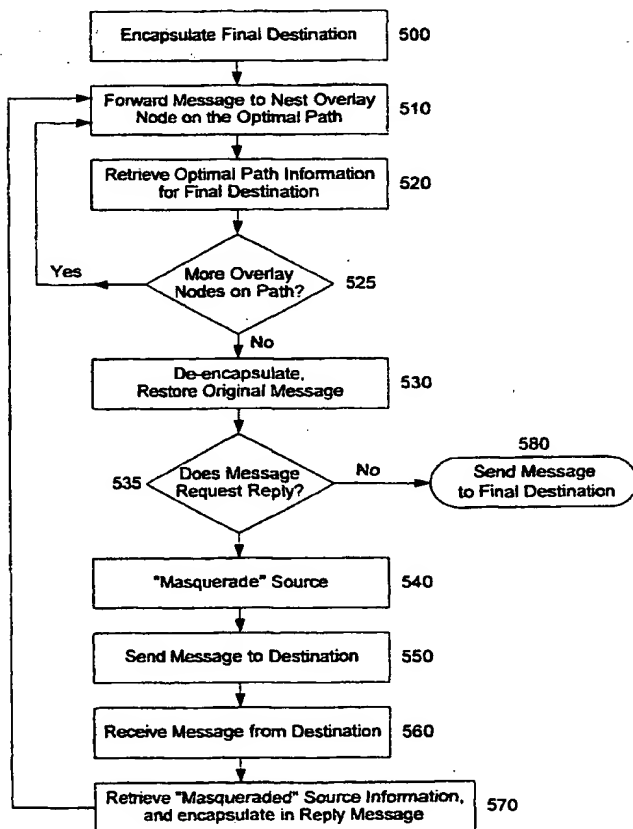 Encapsulate Final Destination 500
Forward Message to Nest Overlay
Node on the Optimal Path 510
Retrieve Optimal Path Information
for Final Destination 520
Yes
More Overlay
Nodes on Path? 525
No
De-encapsulate,
Restore Original Message 530
535 Does Message
Request Reply?
No
580
Send Message
to Final Destination
"Masquerade" Source 540
Send Message to Destination 550
Receive Message from Destination 560
Retrieve "Masqueraded" Source Information,
and encapsulate in Reply Message 570